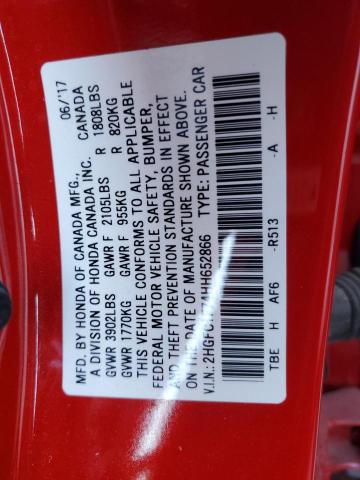 MFD. BY HONDA OF CANADA MFG., 06/'17
A DIVISION OF HONDA CANADA INC. CANADA
GVWR 3902LBS GAWR F 2105LBS R 1808LBS
GVWR 1770KG GAWR F 955KG R 820KG
THIS VEHICLE CONFORMS TO ALL APPLICABLE
FEDERAL MOTOR VEHICLE SAFETY, BUMPER,
AND THEFT PREVENTION STANDARDS IN EFFECT
ON THE DATE OF MANUFACTURE SHOWN ABOVE.
V.I.N.: TYPE: PASSENGER CAR
TBE H AF6 -R513 -A -H